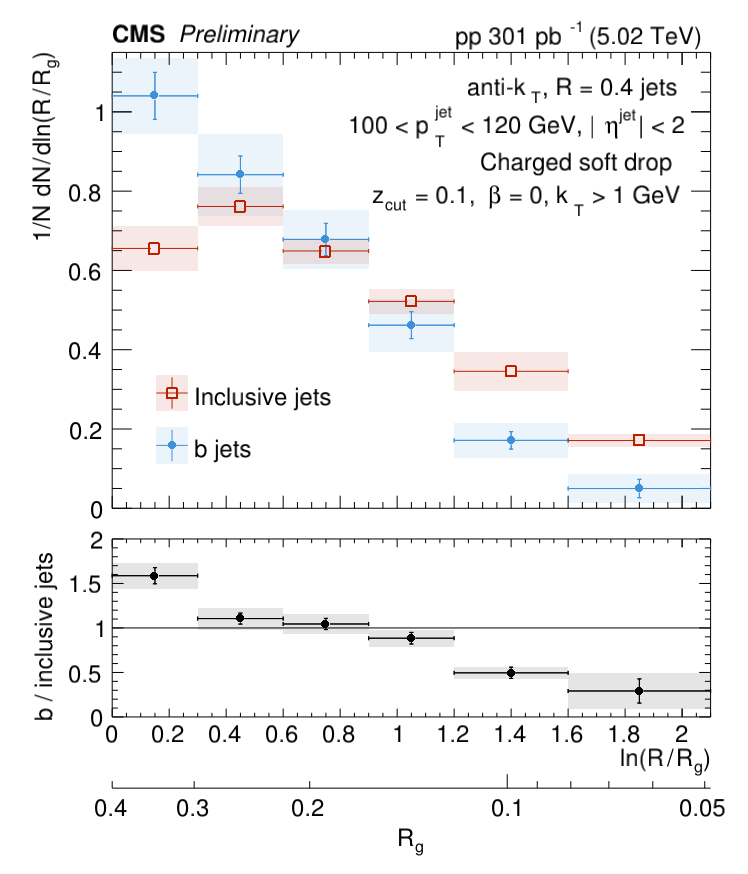 CMS Preliminary pp 301 pb⁻¹ (5.02 TeV)
anti-k_T, R = 0.4 jets
100 < p_T^jet < 120 GeV, | η^jet | < 2
Charged soft drop
z_cut = 0.1, β = 0, k_T > 1 GeV
1/N dN/dln(R/R_g)
1
0.8
0.6
0.4
0.2
0
Inclusive jets
b jets
b / inclusive jets
2
1.5
1
0.5
0
0 0.2 0.4 0.6 0.8 1 1.2 1.4 1.6 1.8 2
ln(R/R_g)
0.4 0.3 0.2 0.1 0.05
R_g